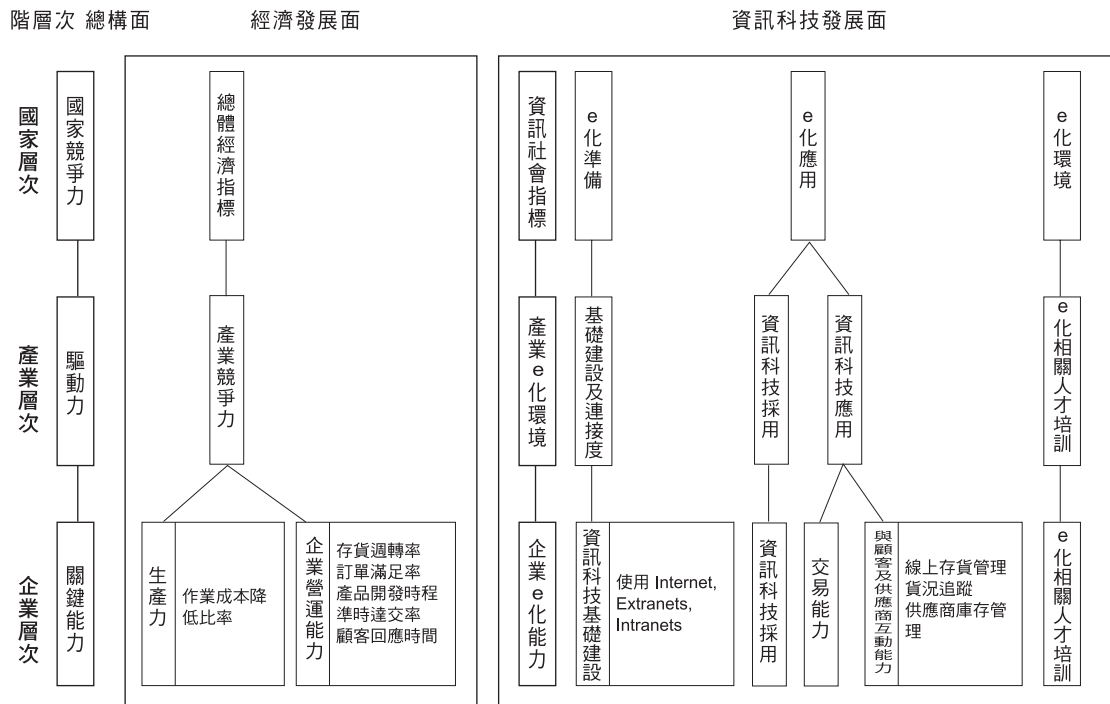 階層次 總構面
經濟發展面
資訊科技發展面
國家層次
國家競爭力
總體經濟指標
資訊社會指標
e化準備
e化應用
e化環境
產業層次
驅動力
產業競爭力
產業e化環境
基礎建設及連接度
資訊科技採用
資訊科技應用
e化相關人才培訓
企業層次
關鍵能力
生產力
作業成本降
低比率
企業營運能力
存貨週轉率
訂單滿足率
產品開發時程
準時達交率
顧客回應時間
企業e化能力
資訊科技基礎建設
使用 Internet,
Extranets,
Intranets
資訊科技採用
交易能力
與顧客及供應商互動能力
線上存貨管理
貨況追蹤
供應商庫存管
理
e化相關人才培訓